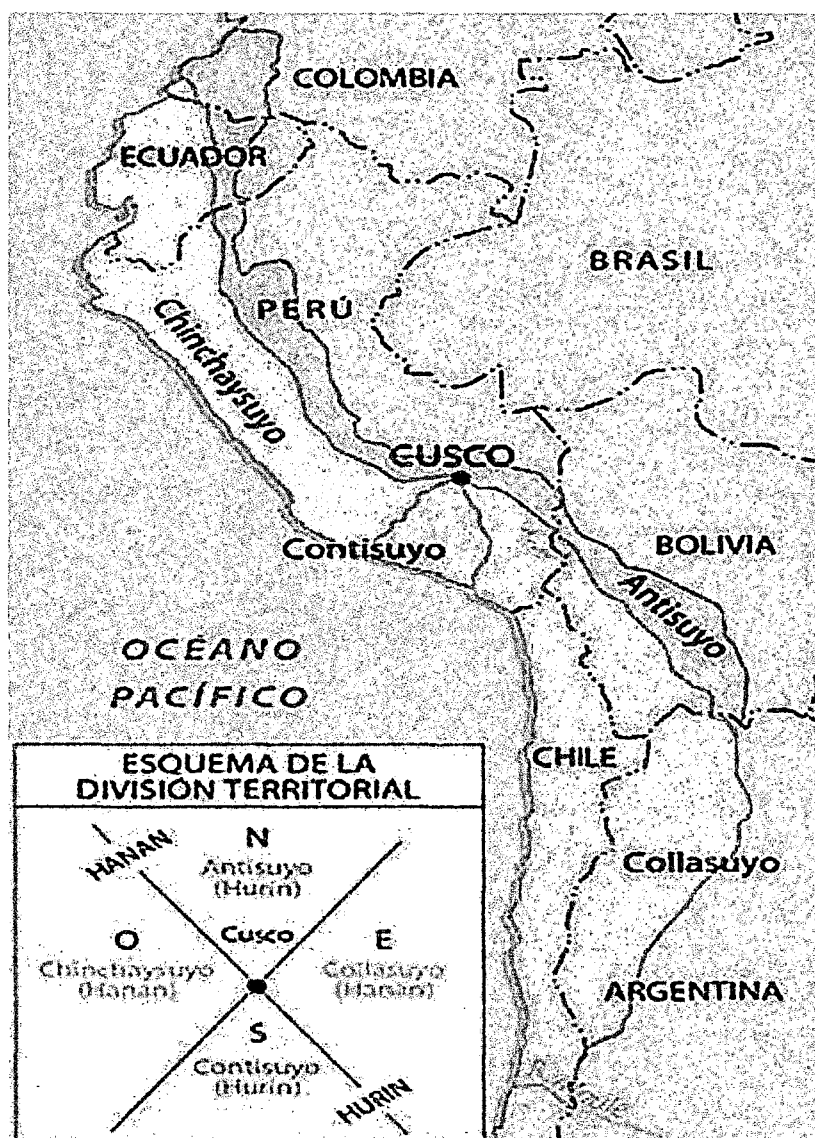 COLOMBIA
ECUADOR
BRASIL
PERÚ
Chinchaysuyo
CUSCO
Contisuyo
BOLIVIA
Antisuyo
OCÉANO
PACÍFICO
CHILE
Collasuyo
ARGENTINA
ESQUEMA DE LA
DIVISIÓN TERRITORIAL
HANAN
N
Antisuyo
(Hurin)
Cusco
O
Chinchaysuyo
(Hanan)
E
Collasuyo
(Hanan)
S
Contisuyo
(Hurin)
HURIN